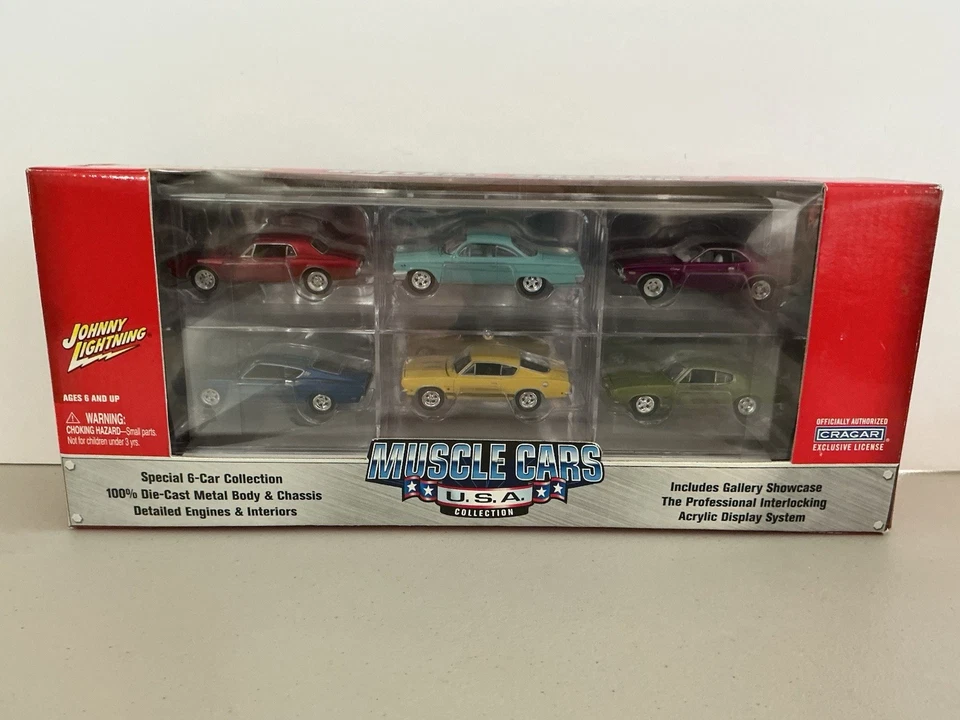 JOHNNY
LIGHTNING
AGES 6 AND UP
WARNING:
CHOKING HAZARD—Small parts.
Not for children under 3 yrs.
OFFICIALLY AUTHORIZED
CRAGAR®
EXCLUSIVE LICENSE
MUSCLE CARS
U.S.A.
COLLECTION
Special 6-Car Collection
100% Die-Cast Metal Body & Chassis
Detailed Engines & Interiors
Includes Gallery Showcase
The Professional Interlocking
Acrylic Display System